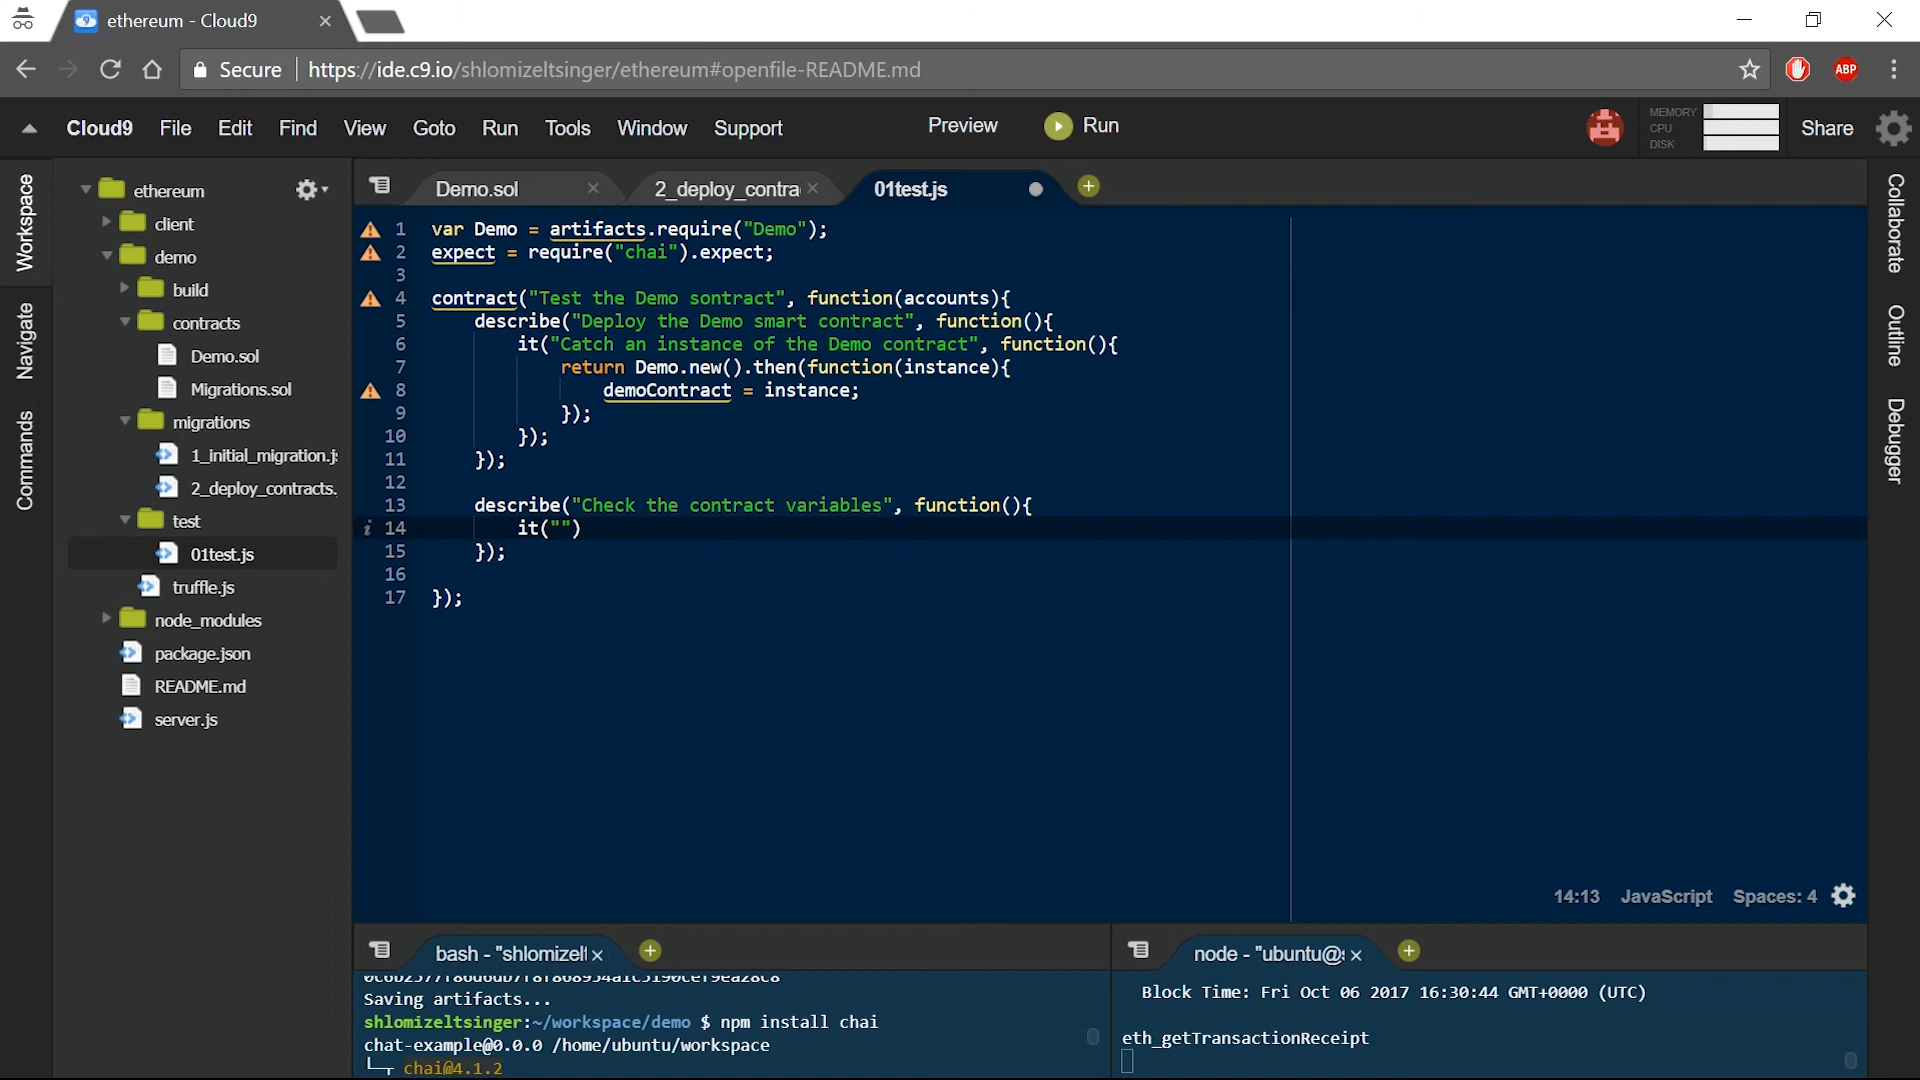 ethereum - Cloud9
Secure https://ide.c9.io/shlomizeltsinger/ethereum#openfile-README.md
ABP
Cloud9 File Edit Find View Goto Run Tools Window Support Preview Run
MEMORY
CPU
DISK
Share
Workspace
Navigate
Commands
ethereum
client
demo
build
contracts
Demo.sol
Migrations.sol
migrations
1_initial_migration.js
2_deploy_contracts.
test
01test.js
truffle.js
node_modules
package.json
README.md
server.js
Demo.sol 2_deploy_contra 01test.js
1 var Demo = artifacts.require("Demo");
2 expect = require("chai").expect;
3
4 contract("Test the Demo sontract", function(accounts){
5 describe("Deploy the Demo smart contract", function(){
6 it("Catch an instance of the Demo contract", function(){
7 return Demo.new().then(function(instance){
8 demoContract = instance;
9 });
10 });
11 });
12
13 describe("Check the contract variables", function(){
14 it("")
15 });
16
17 });
14:13 JavaScript Spaces: 4
Collaborate
Outline
Debugger
bash - "shlomizelt
Saving artifacts...
shlomizeltsinger:~/workspace/demo $ npm install chai
chat-example@0.0.0 /home/ubuntu/workspace
└─┬ chai@4.1.2
node - "ubuntu@s
Block Time: Fri Oct 06 2017 16:30:44 GMT+0000 (UTC)
eth_getTransactionReceipt